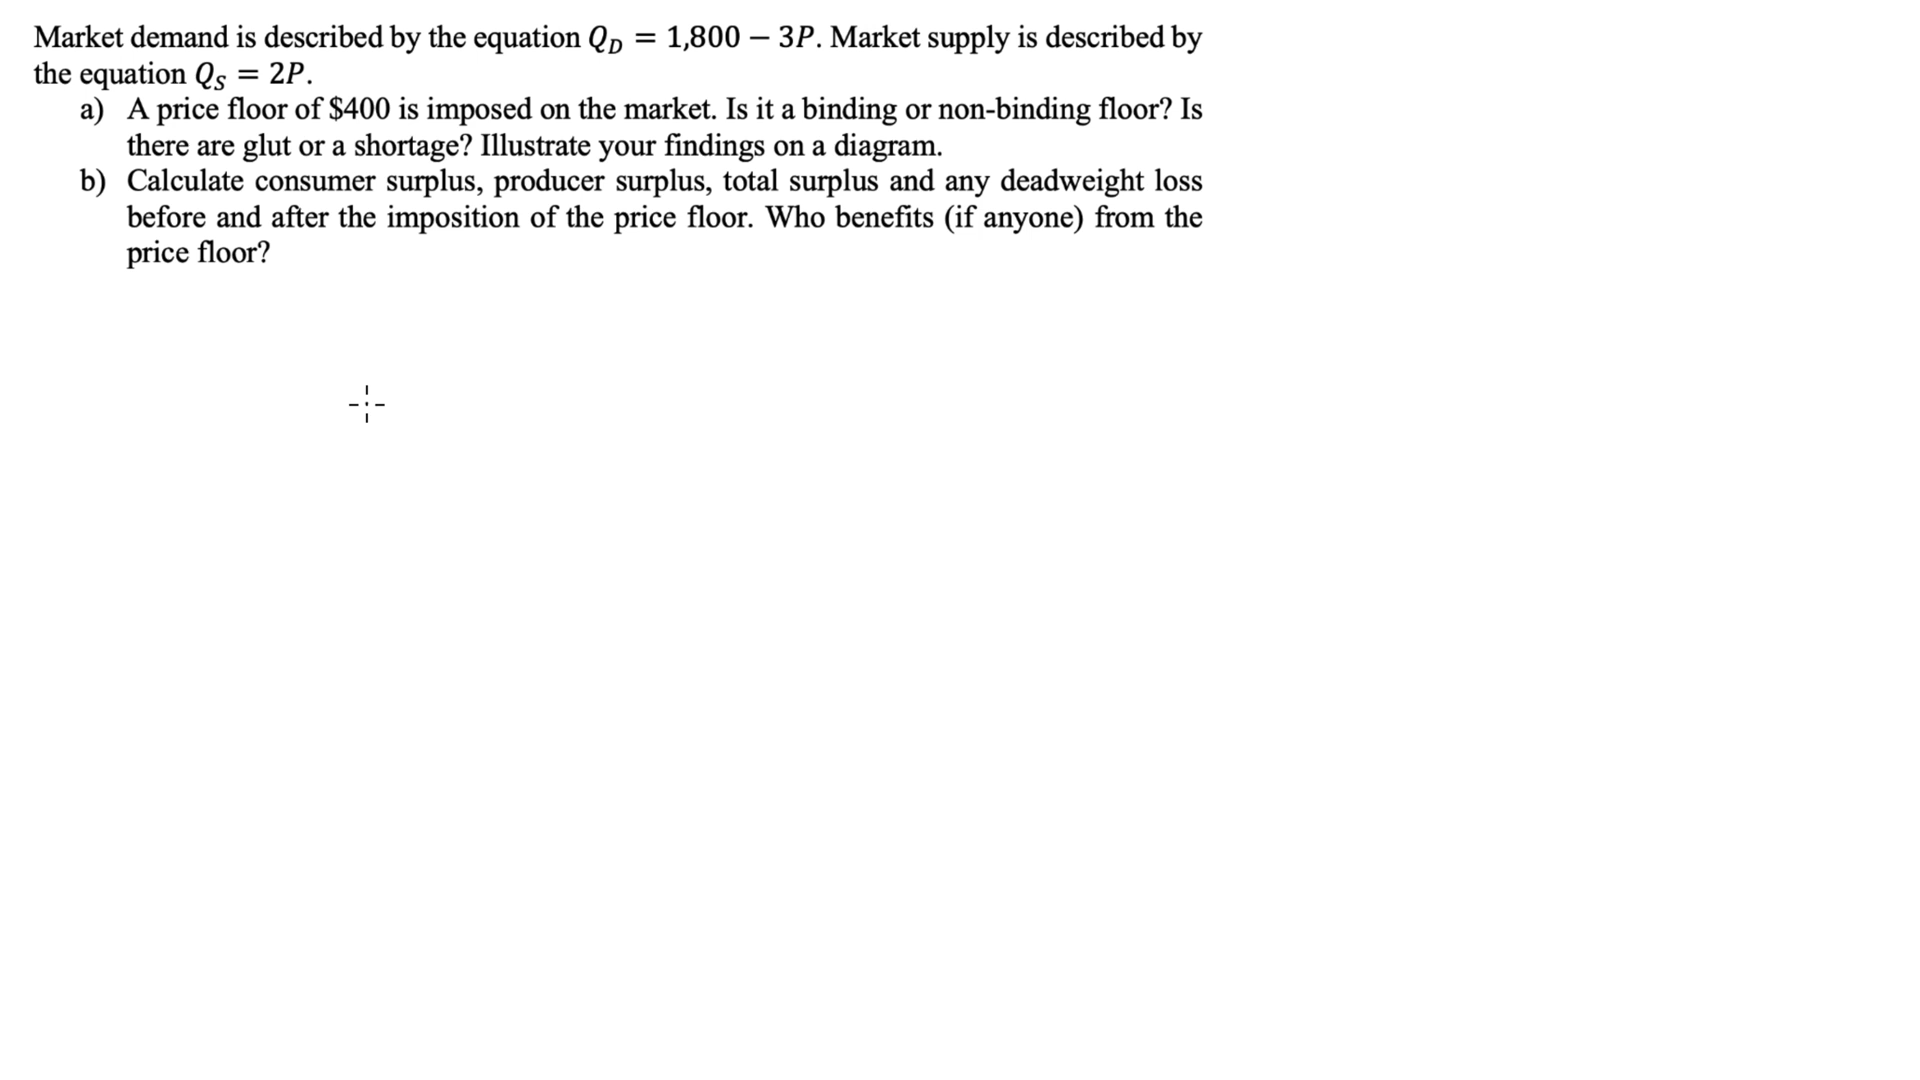 Market demand is described by the equation Q_D = 1,800 − 3P. Market supply is described by
the equation Q_S = 2P.
a) A price floor of $400 is imposed on the market. Is it a binding or non-binding floor? Is
there are glut or a shortage? Illustrate your findings on a diagram.
b) Calculate consumer surplus, producer surplus, total surplus and any deadweight loss
before and after the imposition of the price floor. Who benefits (if anyone) from the
price floor?